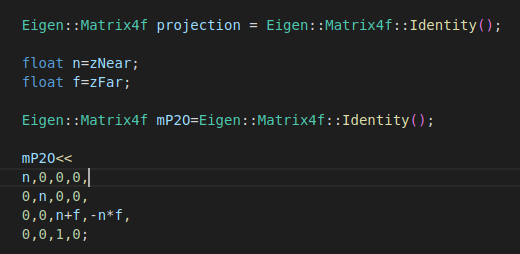 Eigen::Matrix4f projection = Eigen::Matrix4f::Identity();
float n=zNear;
float f=zFar;
Eigen::Matrix4f mP2O=Eigen::Matrix4f::Identity();
mP2O<<
n,0,0,0,
0,n,0,0,
0,0,n+f,-n*f,
0,0,1,0;